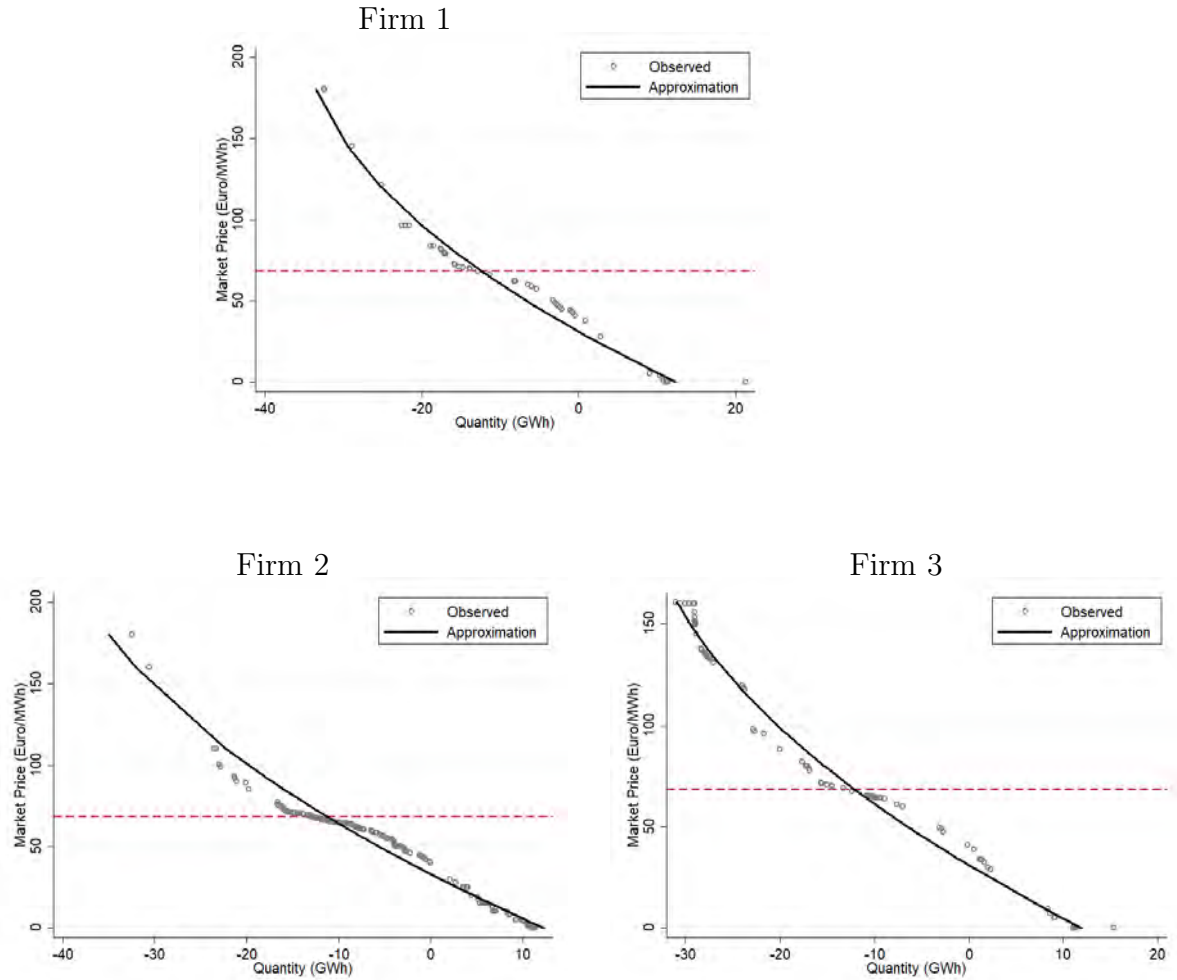 Firm 1
Observed
Approximation
Market Price (Euro/MWh)
200
150
100
50
0
-40 -20 0 20
Quantity (GWh)
Firm 2
Observed
Approximation
Market Price (Euro/MWh)
200
150
100
50
0
-40 -30 -20 -10 0 10
Quantity (GWh)
Firm 3
Observed
Approximation
Market Price (Euro/MWh)
150
100
50
0
-30 -20 -10 0 10 20
Quantity (GWh)